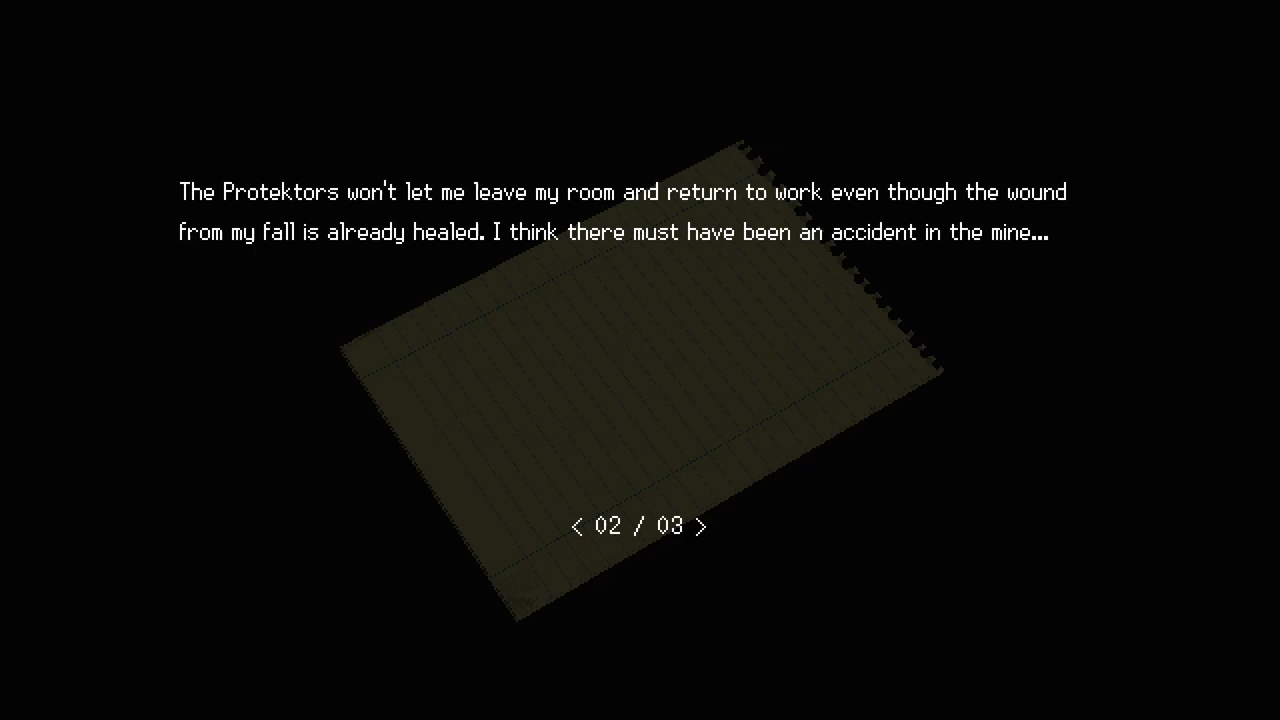 The Protektors won't let me leave my room and return to work even though the wound
from my fall is already healed. I think there must have been an accident in the mine...
< 02 / 03 >